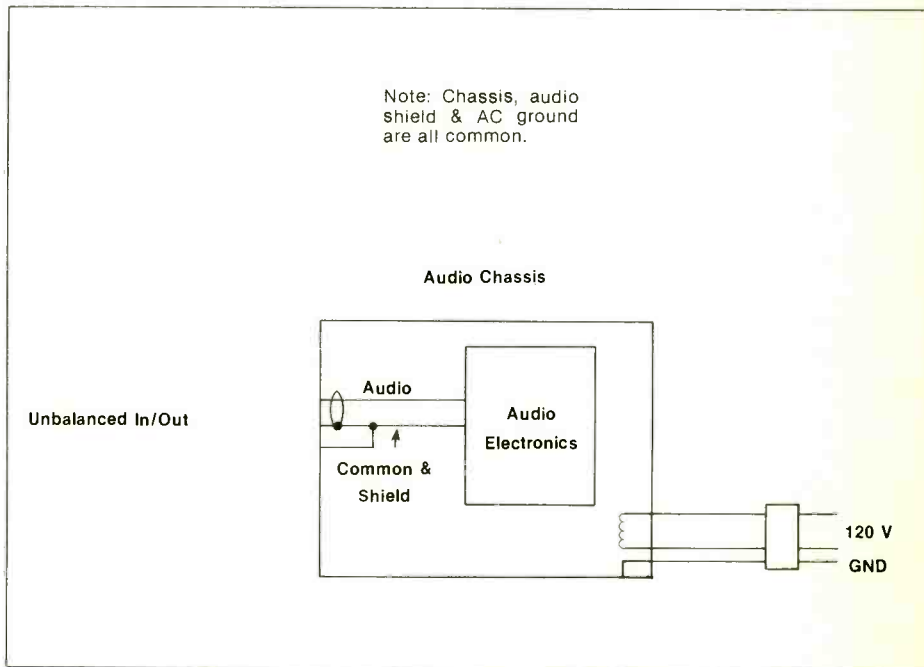 Note: Chassis, audio
shield & AC ground
are all common.
Audio Chassis
Audio
Unbalanced In/Out
Audio
Electronics
Common &
Shield
120 V
GND